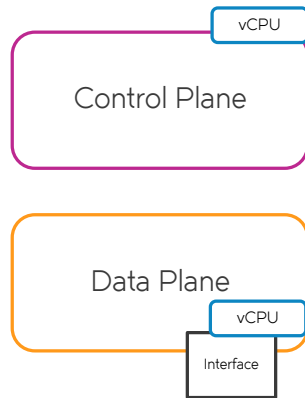 vCPU
Control Plane
Data Plane
vCPU
Interface